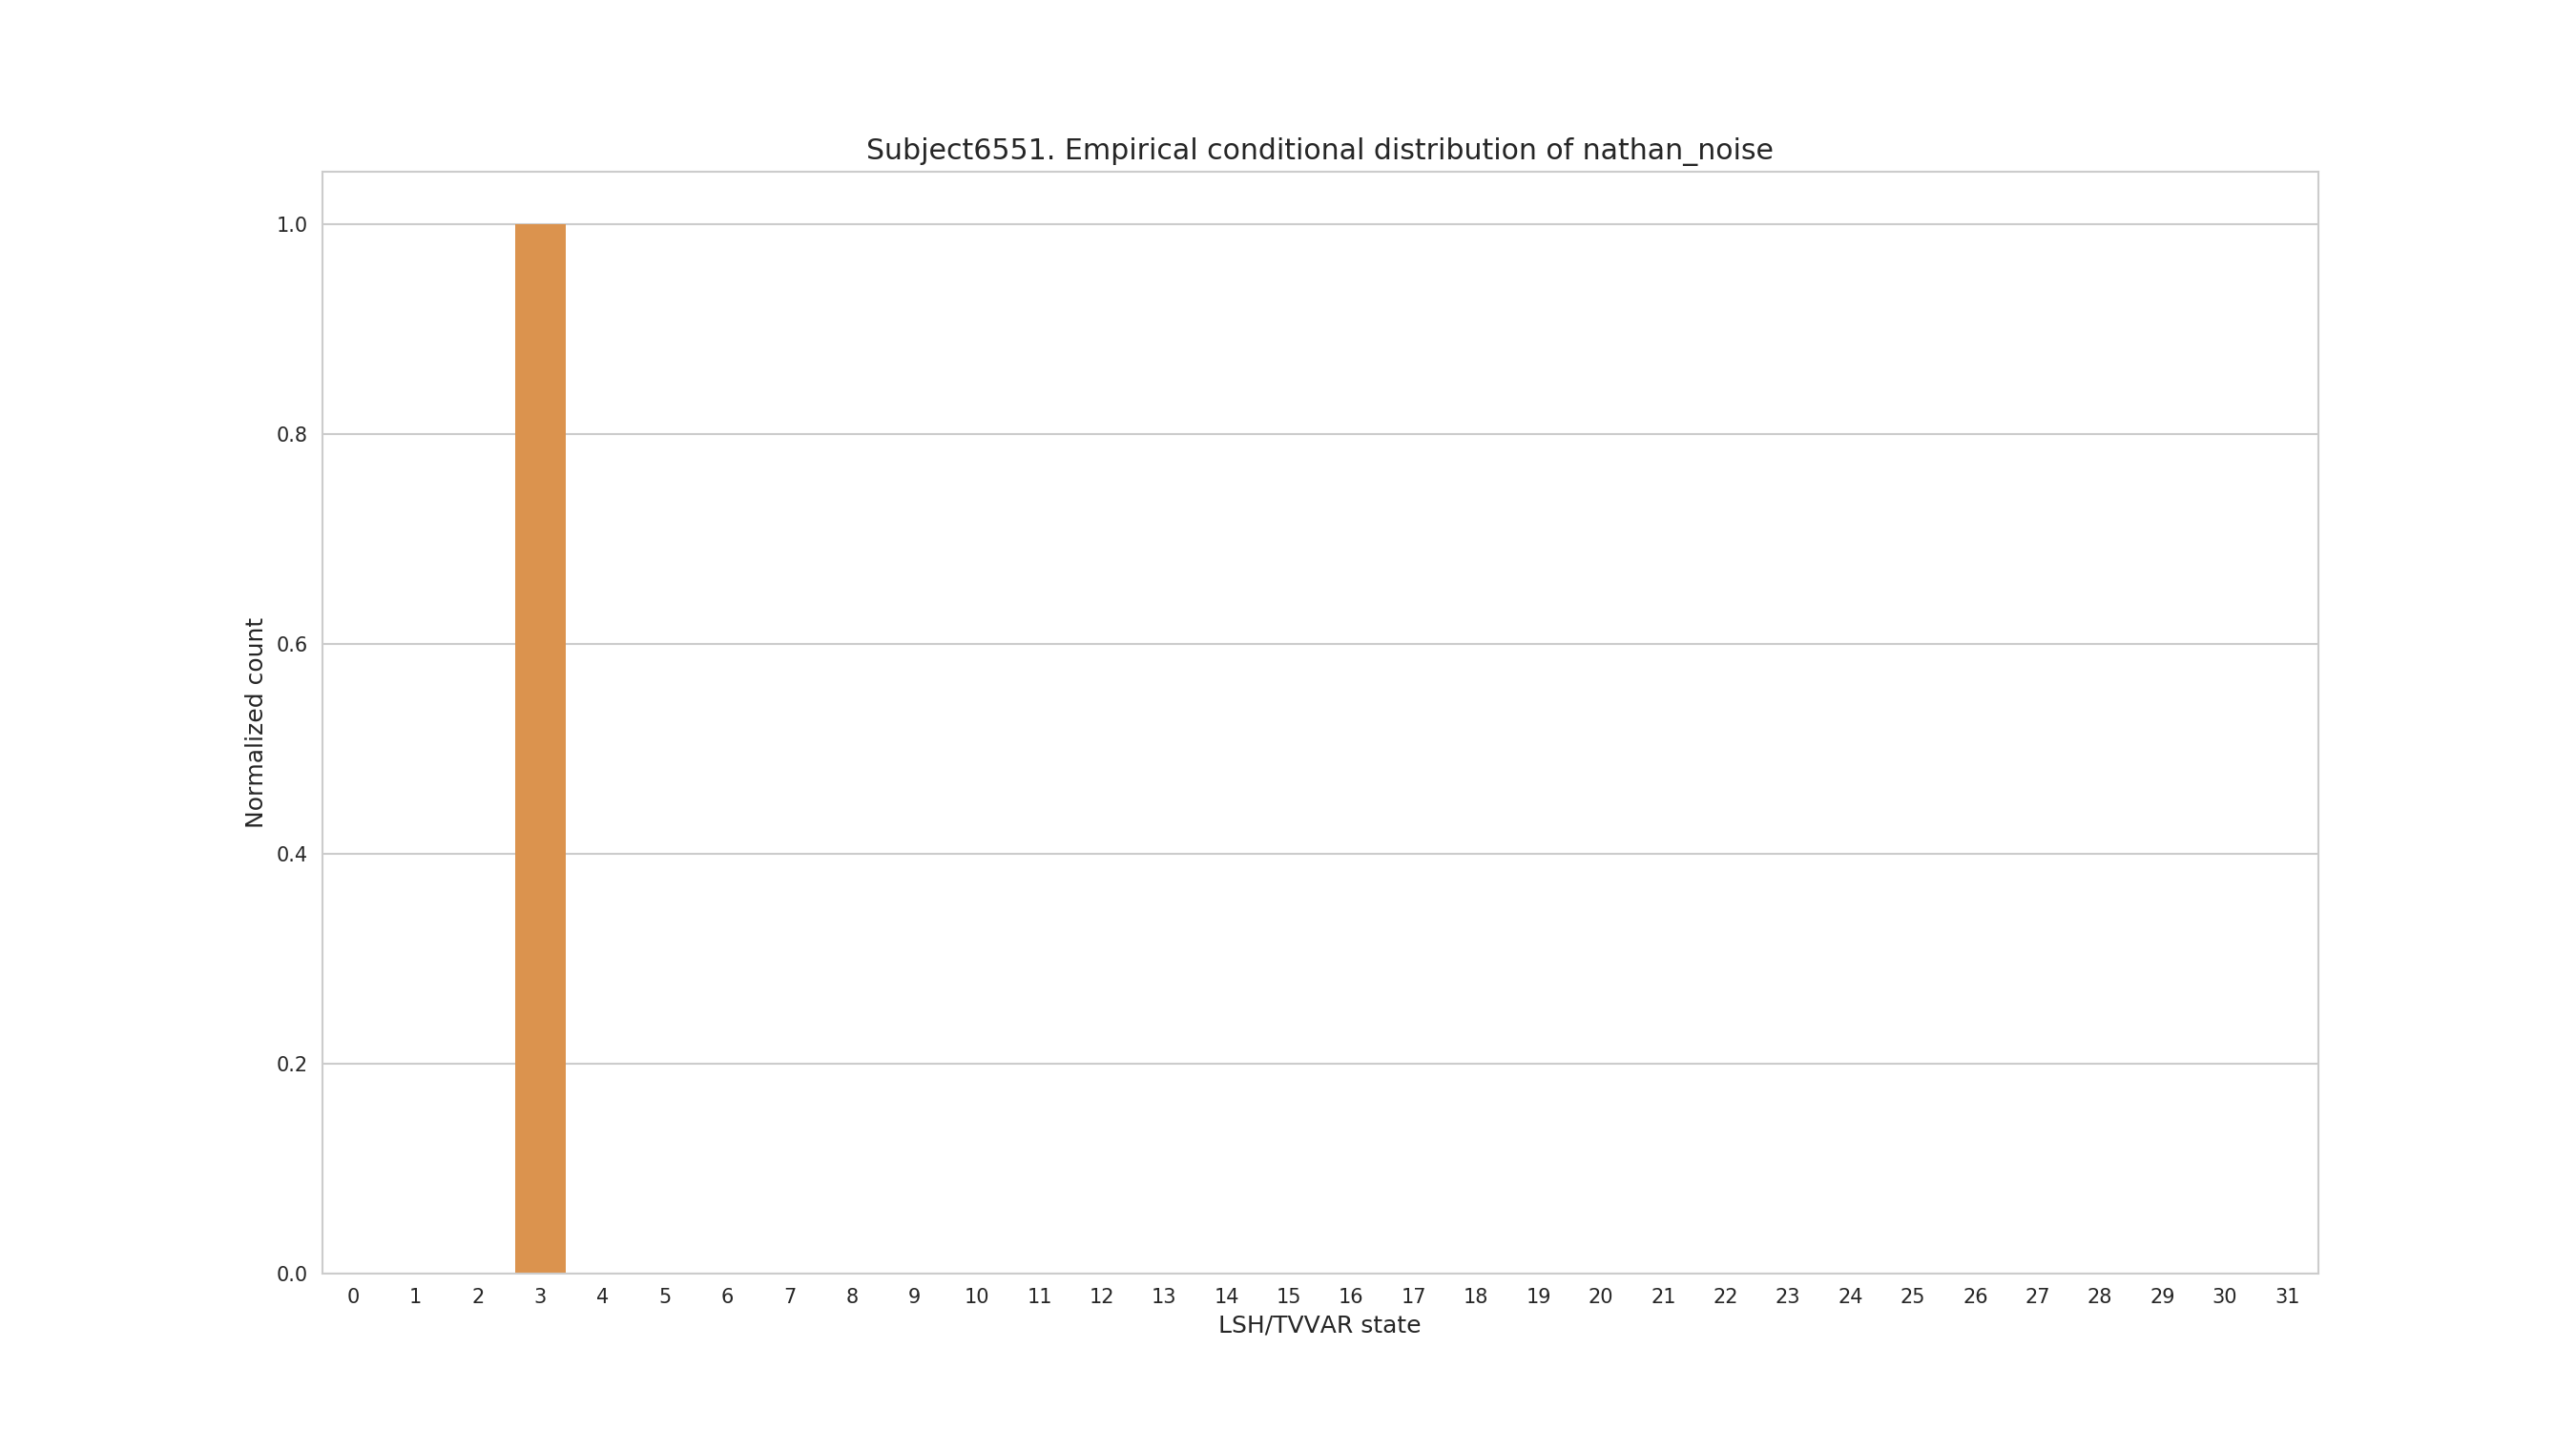 Subject6551. Empirical conditional distribution of nathan_noise
1.0
0.8
0.6
0.4
0.2
0.0
Normalized count
0 1 2 3 4 5 6 7 8 9 10 11 12 13 14 15 16 17 18 19 20 21 22 23 24 25 26 27 28 29 30 31
LSH/TVVAR state